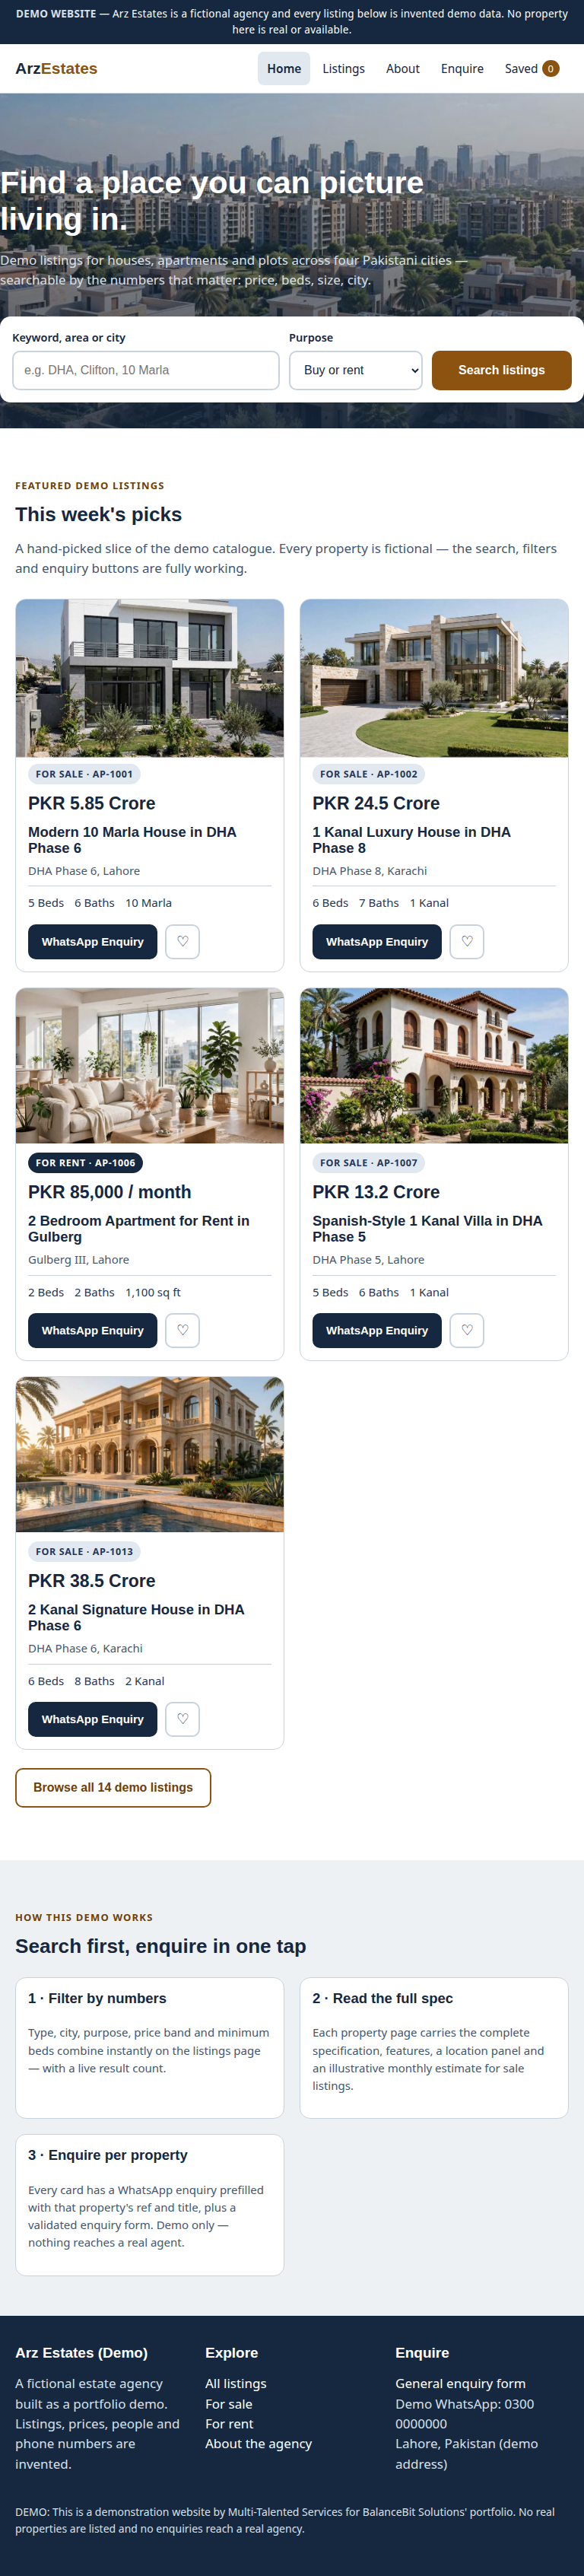 DEMO WEBSITE — Arz Estates is a fictional agency and every listing below is invented demo data. No property
here is real or available.
ArzEstates
Home
Listings
About
Enquire
Saved 0
Find a place you can picture
living in.
Demo listings for houses, apartments and plots across four Pakistani cities —
searchable by the numbers that matter: price, beds, size, city.
Keyword, area or city
Purpose
e.g. DHA, Clifton, 10 Marla
Buy or rent
Search listings
FEATURED DEMO LISTINGS
This week's picks
A hand-picked slice of the demo catalogue. Every property is fictional — the search, filters
and enquiry buttons are fully working.
FOR SALE · AP-1001
PKR 5.85 Crore
Modern 10 Marla House in DHA
Phase 6
DHA Phase 6, Lahore
5 Beds 6 Baths 10 Marla
WhatsApp Enquiry ♡
FOR SALE · AP-1002
PKR 24.5 Crore
1 Kanal Luxury House in DHA
Phase 8
DHA Phase 8, Karachi
6 Beds 7 Baths 1 Kanal
WhatsApp Enquiry ♡
FOR RENT · AP-1006
PKR 85,000 / month
2 Bedroom Apartment for Rent in
Gulberg
Gulberg III, Lahore
2 Beds 2 Baths 1,100 sq ft
WhatsApp Enquiry ♡
FOR SALE · AP-1007
PKR 13.2 Crore
Spanish-Style 1 Kanal Villa in DHA
Phase 5
DHA Phase 5, Lahore
5 Beds 6 Baths 1 Kanal
WhatsApp Enquiry ♡
FOR SALE · AP-1013
PKR 38.5 Crore
2 Kanal Signature House in DHA
Phase 6
DHA Phase 6, Karachi
6 Beds 8 Baths 2 Kanal
WhatsApp Enquiry ♡
Browse all 14 demo listings
HOW THIS DEMO WORKS
Search first, enquire in one tap
1 · Filter by numbers
Type, city, purpose, price band and minimum
beds combine instantly on the listings page
— with a live result count.
2 · Read the full spec
Each property page carries the complete
specification, features, a location panel and
an illustrative monthly estimate for sale
listings.
3 · Enquire per property
Every card has a WhatsApp enquiry prefilled
with that property's ref and title, plus a
validated enquiry form. Demo only —
nothing reaches a real agent.
Arz Estates (Demo)
A fictional estate agency
built as a portfolio demo.
Listings, prices, people and
phone numbers are
invented.
Explore
All listings
For sale
For rent
About the agency
Enquire
General enquiry form
Demo WhatsApp: 0300
0000000
Lahore, Pakistan (demo
address)
DEMO: This is a demonstration website by Multi-Talented Services for BalanceBit Solutions' portfolio. No real
properties are listed and no enquiries reach a real agency.